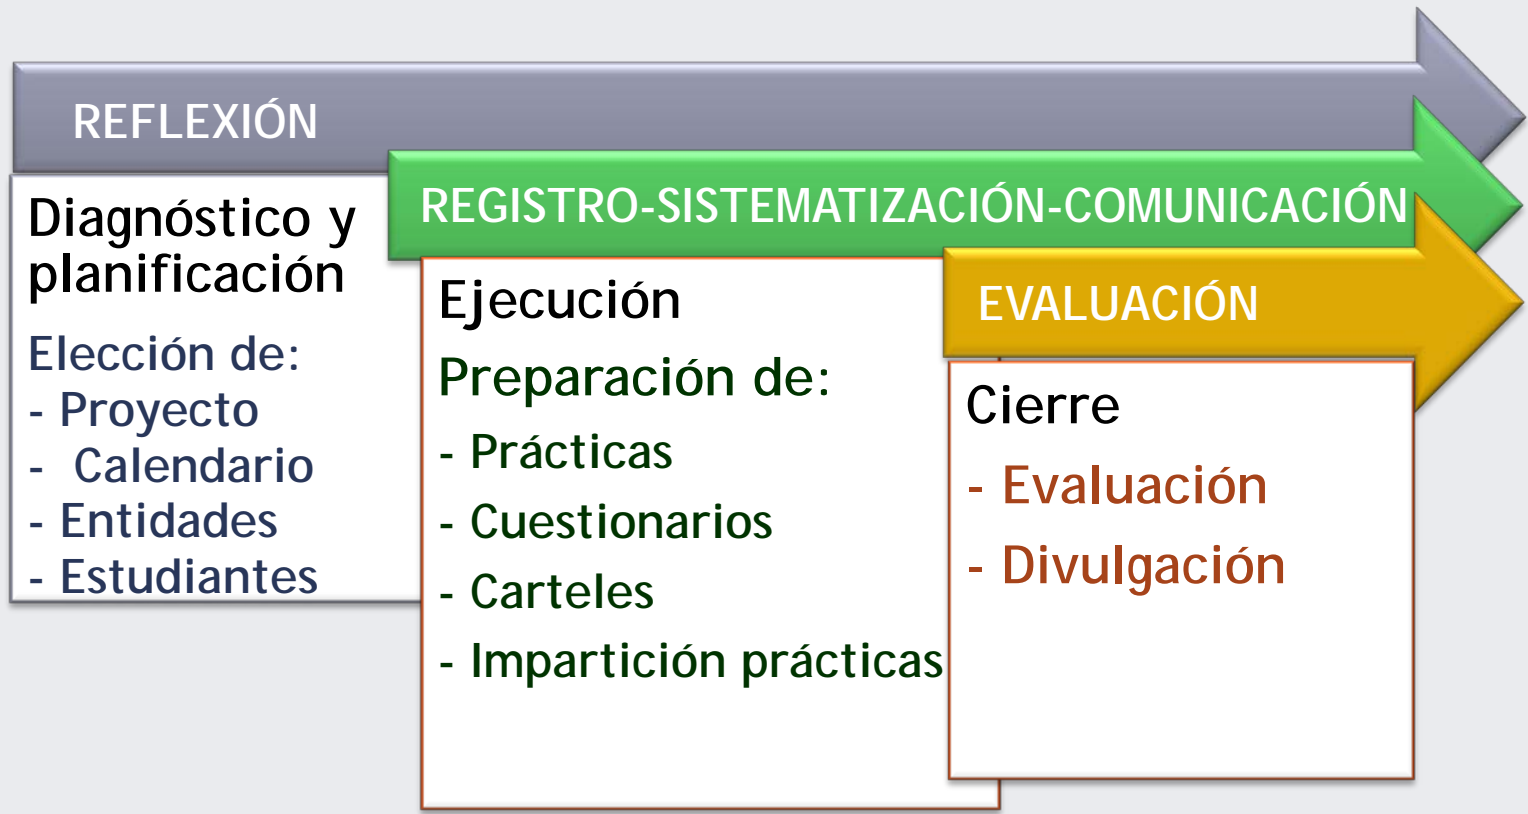 REFLEXIÓN
Diagnóstico y
planificación
Elección de:
- Proyecto
- Calendario
- Entidades
- Estudiantes
REGISTRO-SISTEMATIZACIÓN-COMUNICACIÓN
Ejecución
Preparación de:
- Prácticas
- Cuestionarios
- Carteles
- Impartición prácticas
EVALUACIÓN
Cierre
- Evaluación
- Divulgación